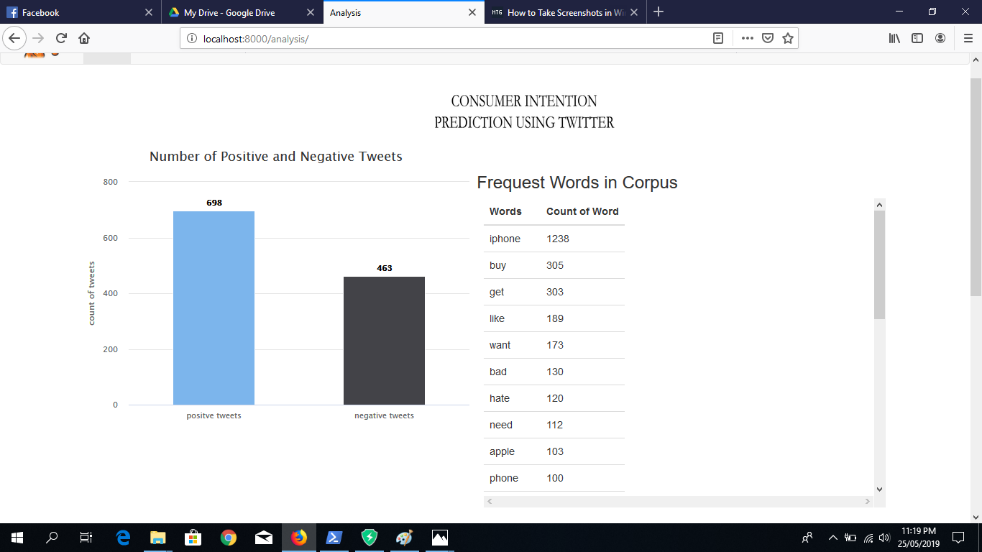 Facebook
My Drive - Google Drive
Analysis
HTG How to Take Screenshots in Wi
localhost:8000/analysis/
CONSUMER INTENTION
PREDICTION USING TWITTER
Number of Positive and Negative Tweets
800
600
400
200
0
count of tweets
698
463
positve tweets
negative tweets
Frequest Words in Corpus
Words Count of Word
iphone 1238
buy 305
get 303
like 189
want 173
bad 130
hate 120
need 112
apple 103
phone 100
11:19 PM
25/05/2019